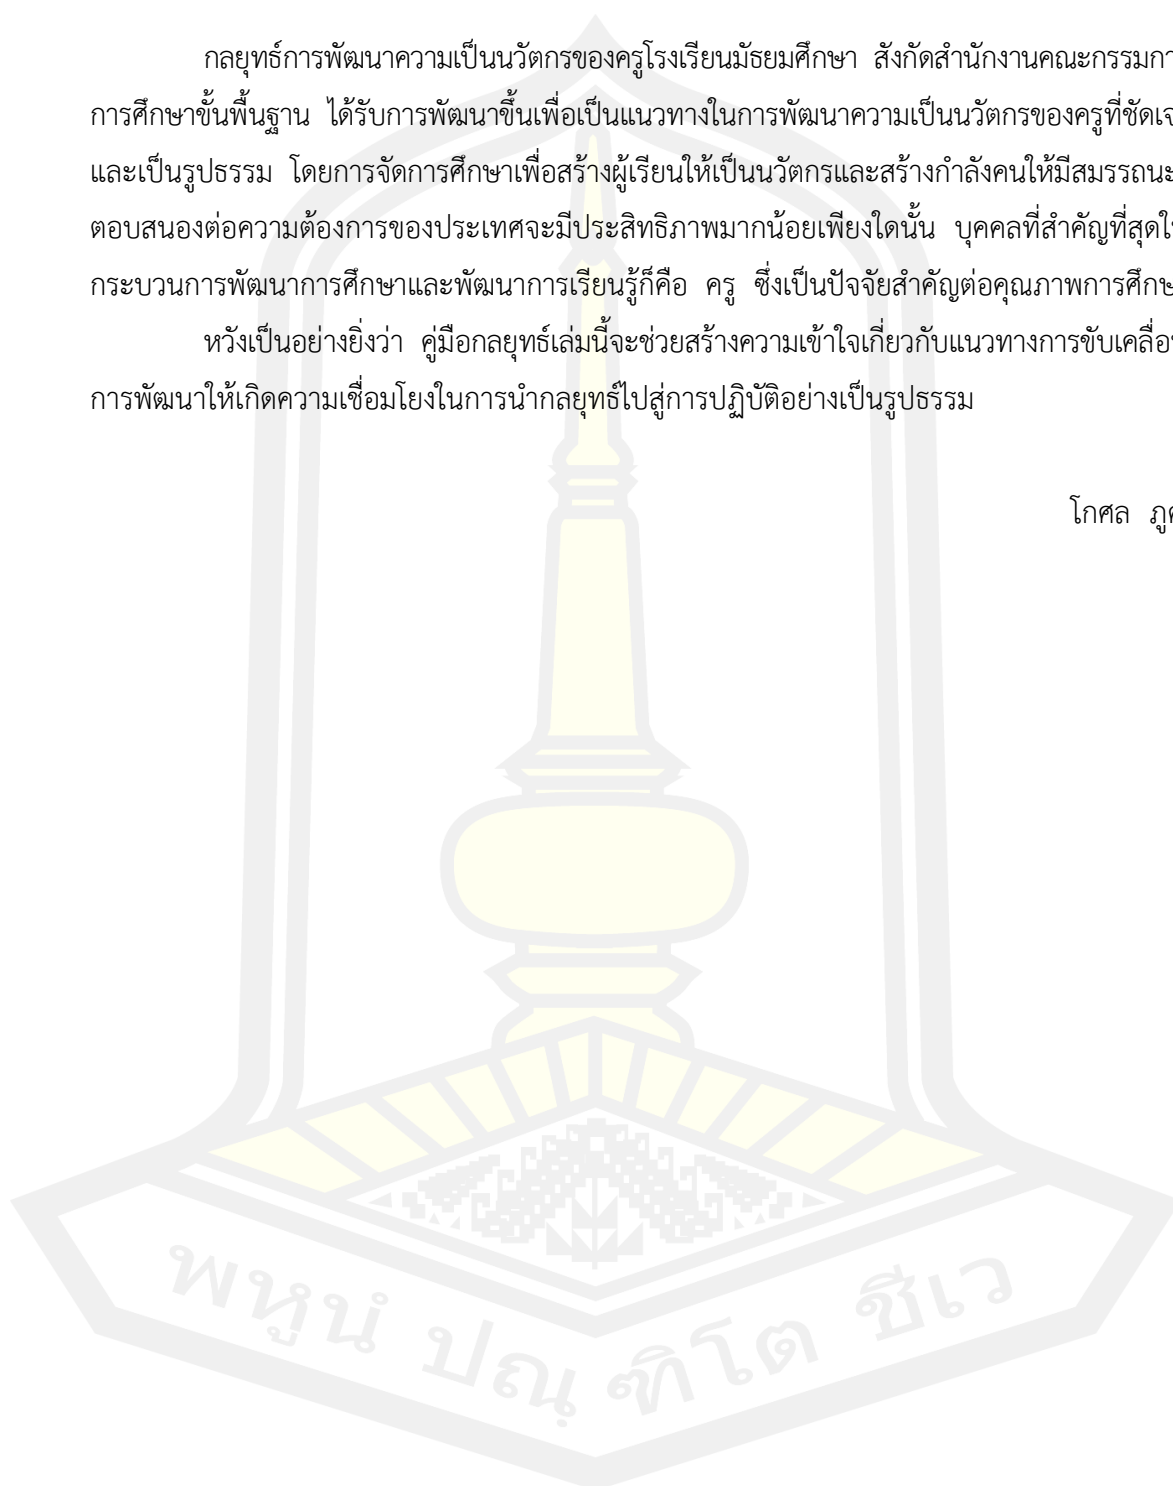 กลยุทธ์การพัฒนาความเป็นนวัตกรของครูโรงเรียนมัธยมศึกษา สังกัดสำนักงานคณะกรรมกา
การศึกษาขั้นพื้นฐาน ได้รับการพัฒนาขึ้นเพื่อเป็นแนวทางในการพัฒนาความเป็นนวัตกรของครูที่ชัดเจ
และเป็นรูปธรรม โดยการจัดการศึกษาเพื่อสร้างผู้เรียนให้เป็นนวัตกรและสร้างกำลังคนให้มีสมรรถนะ
ตอบสนองต่อความต้องการของประเทศจะมีประสิทธิภาพมากน้อยเพียงใดนั้น บุคคลที่สำคัญที่สุดใ
กระบวนการพัฒนาการศึกษาและพัฒนาการเรียนรู้ก็คือ ครู ซึ่งเป็นปัจจัยสำคัญต่อคุณภาพการศึกษ
หวังเป็นอย่างยิ่งว่า คู่มือกลยุทธ์เล่มนี้จะช่วยสร้างความเข้าใจเกี่ยวกับแนวทางการขับเคลื่อ
การพัฒนาให้เกิดความเชื่อมโยงในการนำกลยุทธ์ไปสู่การปฏิบัติอย่างเป็นรูปธรรม
โกศล
พหูนํ ปณฺฑิโต ชีเว